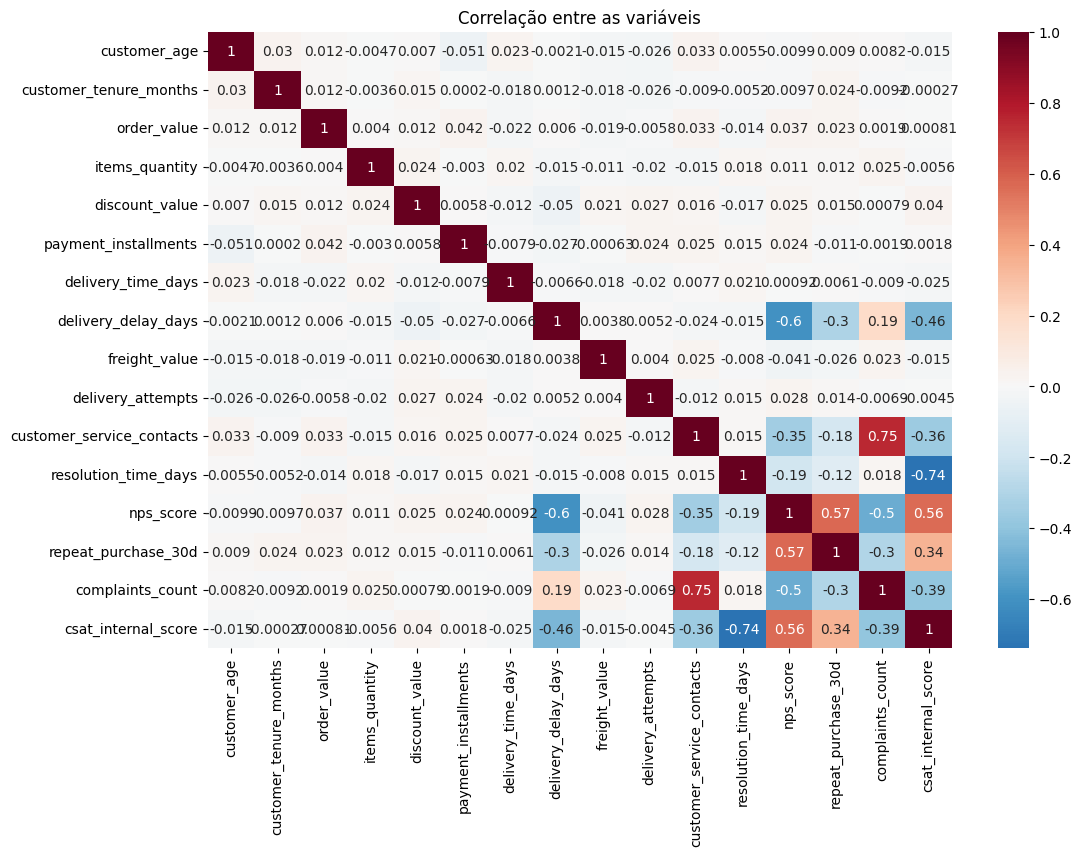 Correlação entre as variáveis
customer_age 1 0.03 0.012 -0.0047 0.007 -0.051 0.023 -0.0021 -0.015 -0.026 0.033 0.0055 -0.0099 0.009 0.0082 -0.015
customer_tenure_months 0.03 1 0.012 -0.0036 0.015 0.0002 -0.018 0.0012 -0.018 -0.026 -0.009 -0.0052 -0.0097 0.024 -0.0092 -0.00027
order_value 0.012 0.012 1 0.004 0.012 0.042 -0.022 0.006 -0.019 -0.0058 0.033 -0.014 0.037 0.023 0.0019 0.00081
items_quantity -0.0047 -0.0036 0.004 1 0.024 -0.003 0.02 -0.015 -0.011 -0.02 -0.015 0.018 0.011 0.012 0.025 -0.0056
discount_value 0.007 0.015 0.012 0.024 1 0.0058 -0.012 -0.05 0.021 0.027 0.016 -0.017 0.025 0.015 0.00079 0.04
payment_installments -0.051 0.0002 0.042 -0.003 0.0058 1 -0.0079 -0.027 -0.00063 0.024 0.025 0.015 0.024 -0.011 -0.0019 0.0018
delivery_time_days 0.023 -0.018 -0.022 0.02 -0.012 -0.0079 1 -0.0066 -0.018 -0.02 0.0077 0.021 0.00092 0.0061 -0.009 -0.025
delivery_delay_days -0.0021 0.0012 0.006 -0.015 -0.05 -0.027 -0.0066 1 0.0038 0.0052 -0.024 -0.015 -0.6 -0.3 0.19 -0.46
freight_value -0.015 -0.018 -0.019 -0.011 0.021 -0.00063 -0.018 0.0038 1 0.004 0.025 -0.008 -0.041 -0.026 0.023 -0.015
delivery_attempts -0.026 -0.026 -0.0058 -0.02 0.027 0.024 -0.02 0.0052 0.004 1 -0.012 0.015 0.028 0.014 -0.0069 -0.0045
customer_service_contacts 0.033 -0.009 0.033 -0.015 0.016 0.025 0.0077 -0.024 0.025 -0.012 1 0.015 -0.35 -0.18 0.75 -0.36
resolution_time_days 0.0055 -0.0052 -0.014 0.018 -0.017 0.015 0.021 -0.015 -0.008 0.015 0.015 1 -0.19 -0.12 0.018 -0.74
nps_score -0.0099 -0.0097 0.037 0.011 0.025 0.024 0.00092 -0.6 -0.041 0.028 -0.35 -0.19 1 0.57 -0.5 0.56
repeat_purchase_30d 0.009 0.024 0.023 0.012 0.015 -0.011 0.0061 -0.3 -0.026 0.014 -0.18 -0.12 0.57 1 -0.3 0.34
complaints_count 0.0082 -0.0092 0.0019 0.025 0.00079 -0.0019 -0.009 0.19 0.023 -0.0069 0.75 0.018 -0.5 -0.3 1 -0.39
csat_internal_score -0.015 -0.00027 0.00081 -0.0056 0.04 0.0018 -0.025 -0.46 -0.015 -0.0045 -0.36 -0.74 0.56 0.34 -0.39 1
customer_age
customer_tenure_months
order_value
items_quantity
discount_value
payment_installments
delivery_time_days
delivery_delay_days
freight_value
delivery_attempts
customer_service_contacts
resolution_time_days
nps_score
repeat_purchase_30d
complaints_count
csat_internal_score
1.0
0.8
0.6
0.4
0.2
0.0
−0.2
−0.4
−0.6